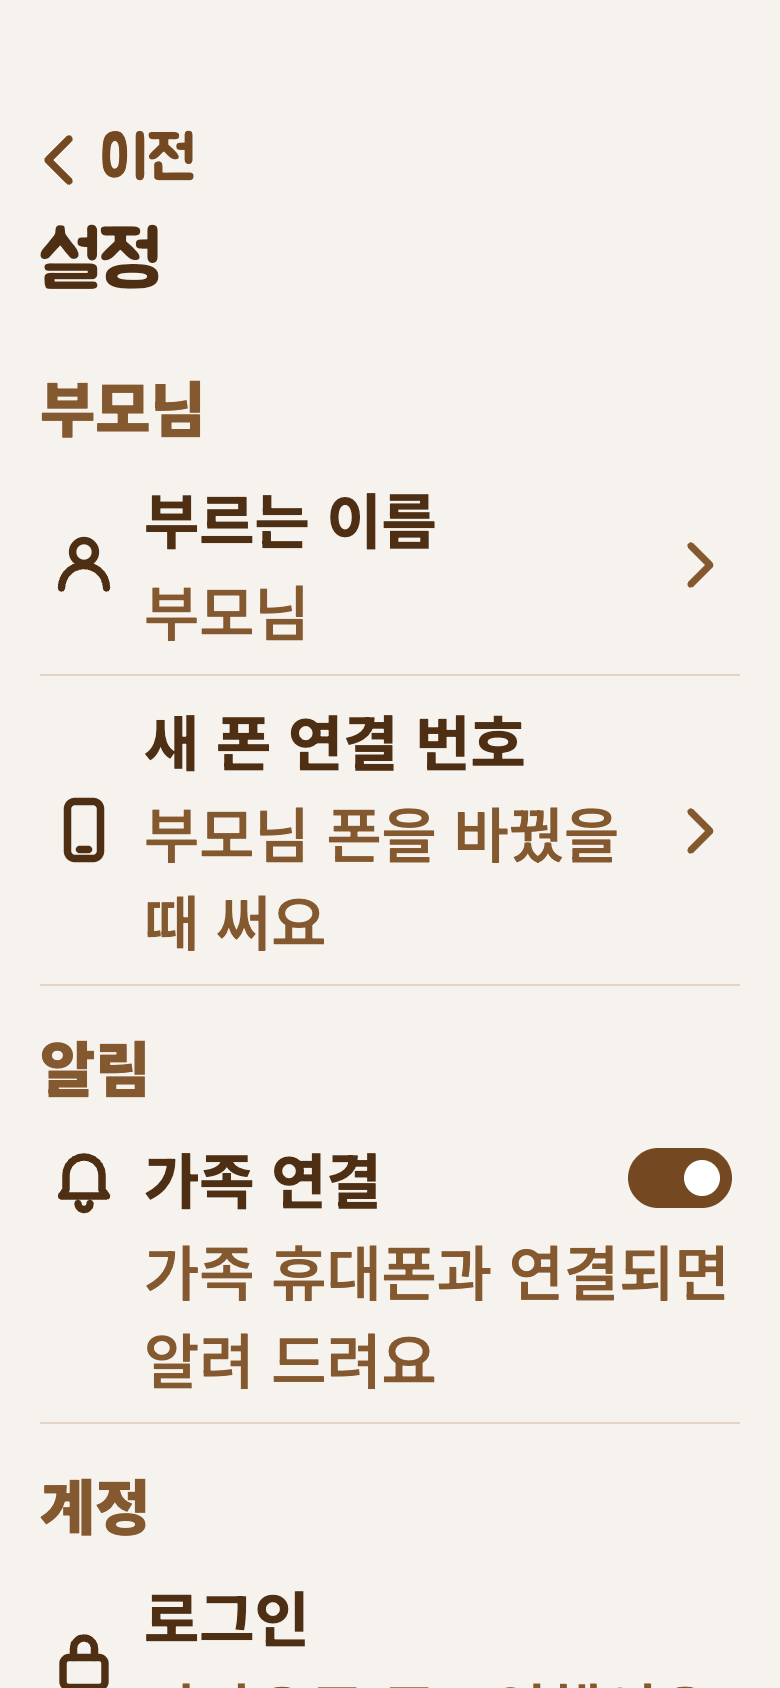 이전
설정
부모님
부르는 이름
부모님
새 폰 연결 번호
부모님 폰을 바꿨을
때 써요
알림
가족 연결
가족 휴대폰과 연결되면
알려 드려요
계정
로그인